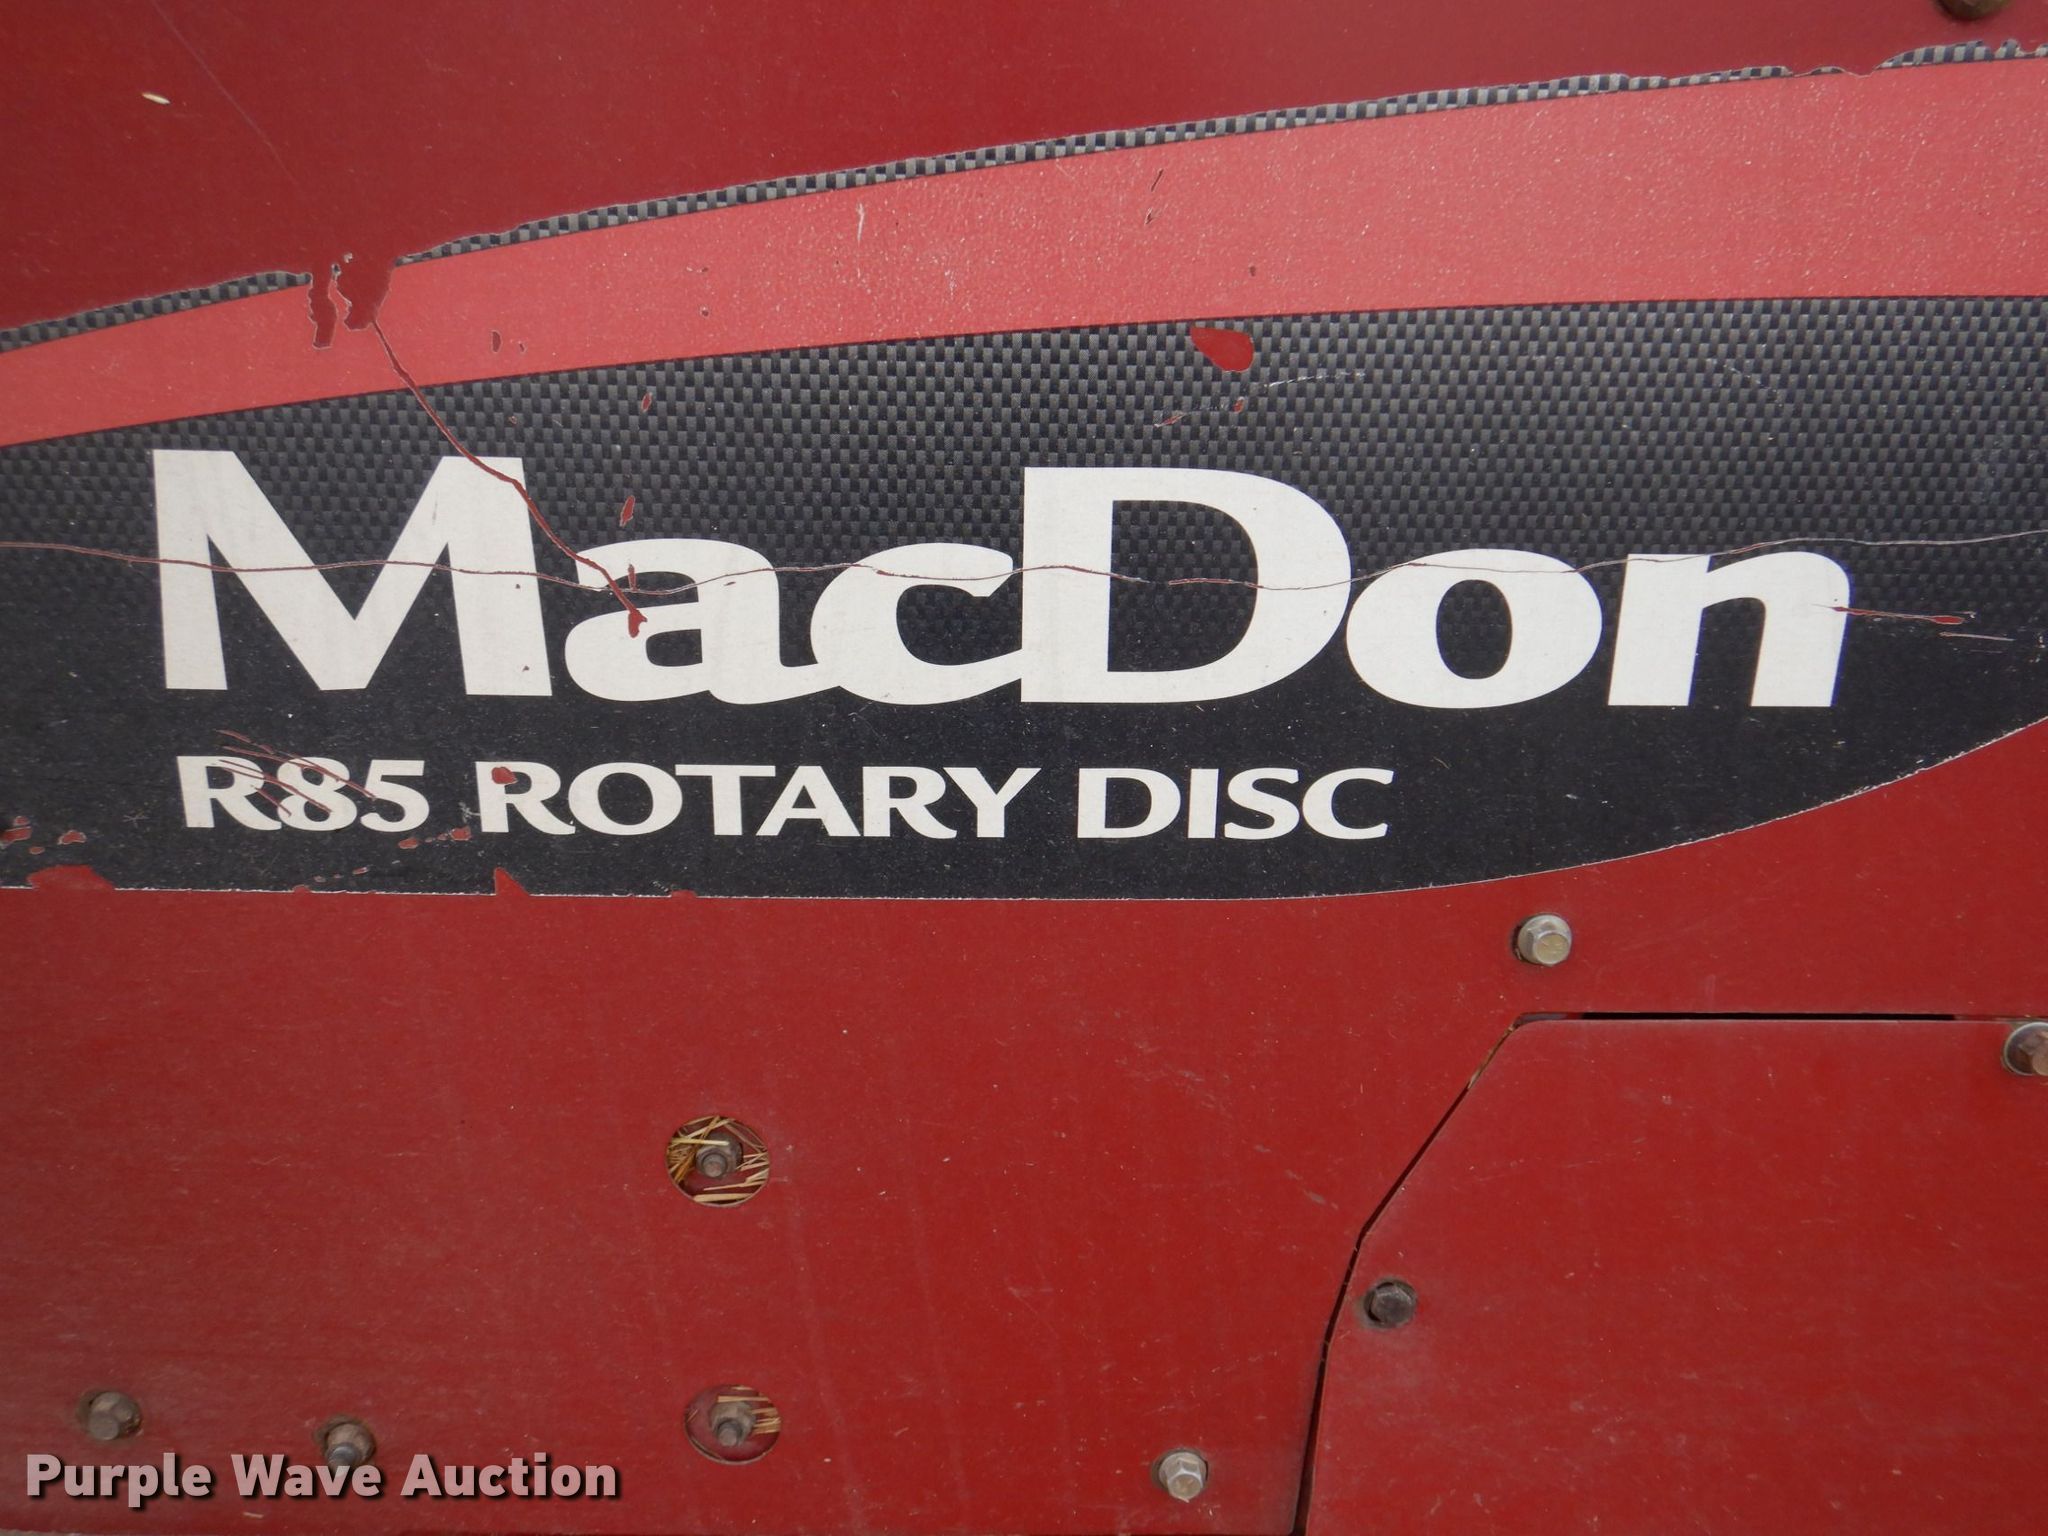 MacDon
R85 ROTARY DISC
Purple Wave Auction